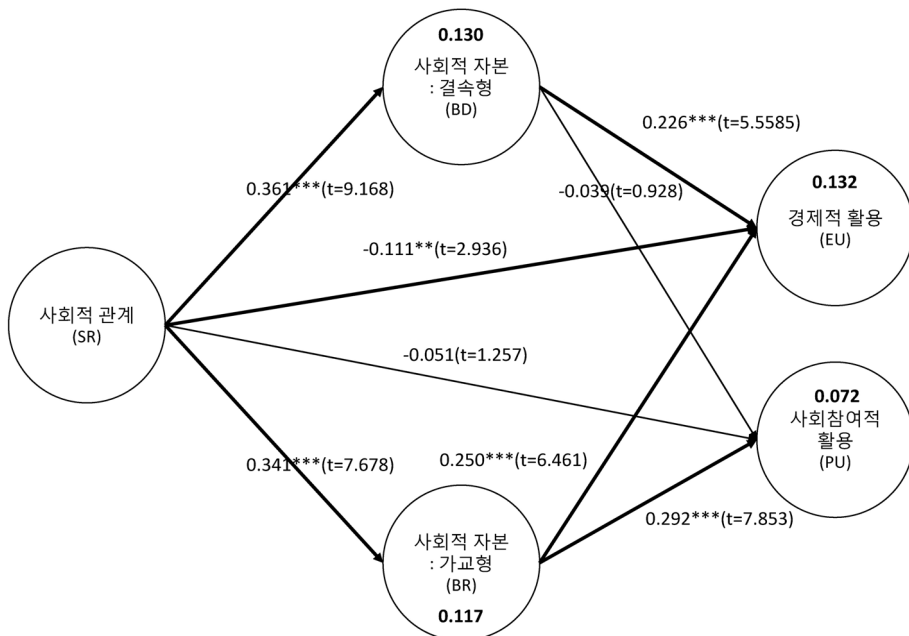 0.130
사회적 자본
: 결속형
(BD)
0.226***(t=5.5585)
0.361***(t=9.168)
-0.039(t=0.928)
0.132
경제적 활용
(EU)
-0.111**(t=2.936)
사회적 관계
(SR)
-0.051(t=1.257)
0.072
사회참여적
활용
(PU)
0.341***(t=7.678)
0.250***(t=6.461)
0.292***(t=7.853)
사회적 자본
: 가교형
(BR)
0.117